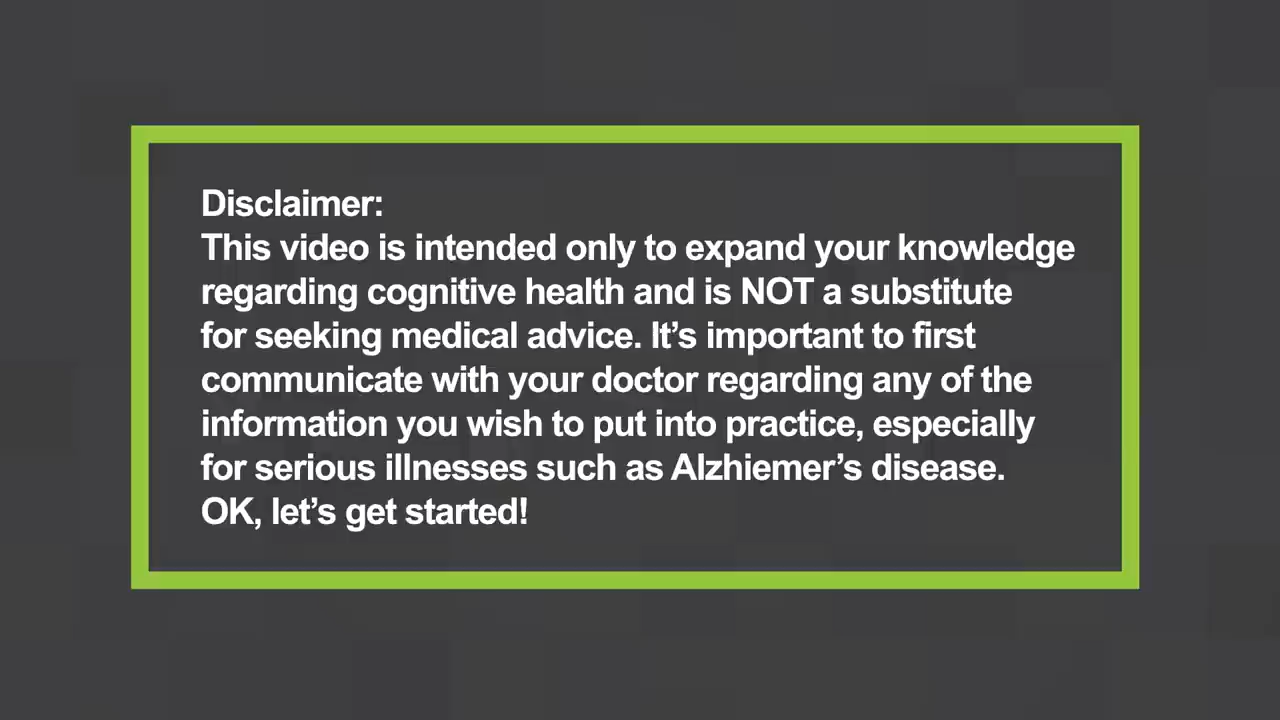 Disclaimer:
This video is intended only to expand your knowledge
regarding cognitive health and is NOT a substitute
for seeking medical advice. It’s important to first
communicate with your doctor regarding any of the
information you wish to put into practice, especially
for serious illnesses such as Alzhiemer’s disease.
OK, let’s get started!